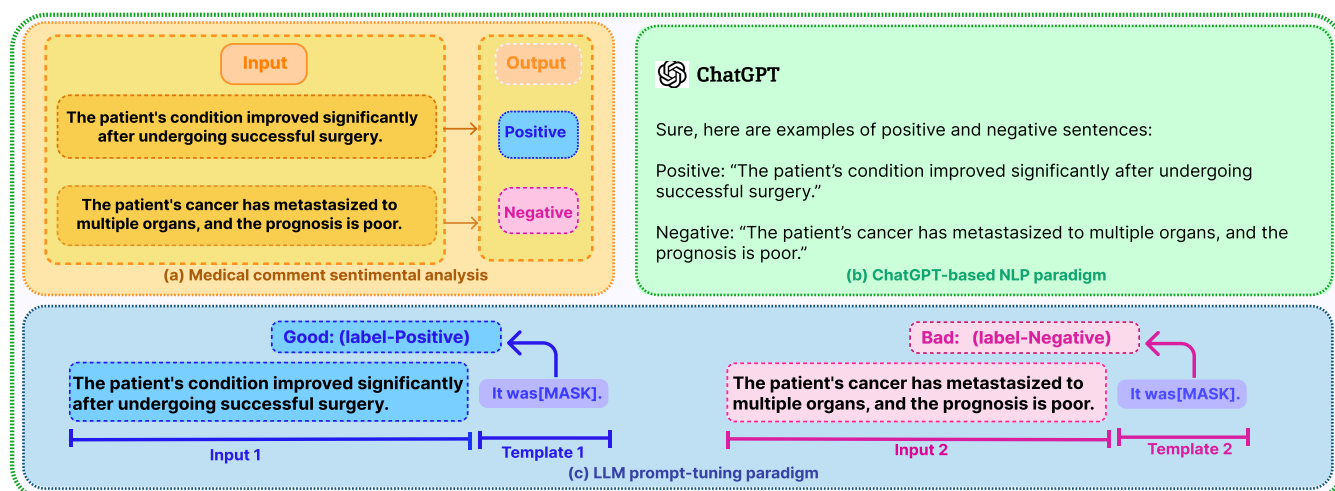 Input
Output
The patient's condition improved significantly
after undergoing successful surgery.
Positive
The patient's cancer has metastasized to
multiple organs, and the prognosis is poor.
Negative
(a) Medical comment sentimental analysis
ChatGPT
Sure, here are examples of positive and negative sentences:
Positive: “The patient’s condition improved significantly after undergoing
successful surgery.”
Negative: “The patient’s cancer has metastasized to multiple organs, and the
prognosis is poor.”
(b) ChatGPT-based NLP paradigm
Good: (label-Positive)
The patient's condition improved significantly
after undergoing successful surgery.
It was[MASK].
Input 1
Template 1
Bad: (label-Negative)
The patient's cancer has metastasized to
multiple organs, and the prognosis is poor.
It was[MASK].
Input 2
Template 2
(c) LLM prompt-tuning paradigm